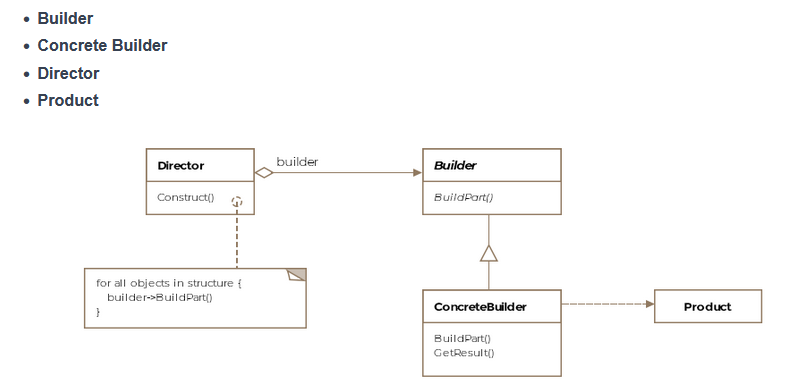 Builder
Concrete Builder
Director
Product
Director
Construct()
builder
Builder
BuildPart()
for all objects in structure {
builder->BuildPart()
}
ConcreteBuilder
BuildPart()
GetResult()
Product